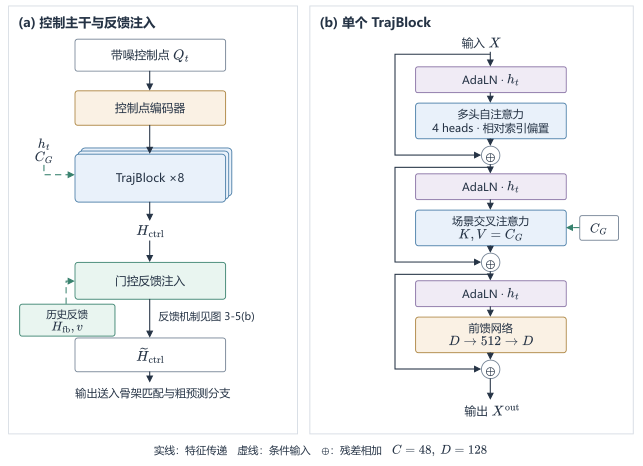 (a) 控制主干与反馈注入
带噪控制点 Qₜ
控制点编码器
hₜ
C_G
TrajBlock ×8
H_ctrl
门控反馈注入
历史反馈
H_fb, v
反馈机制见图 3-5(b)
H̃_ctrl
输出送入骨架匹配与粗预测分支
(b) 单个 TrajBlock
输入 X
AdaLN · hₜ
多头自注意力
4 heads · 相对索引偏置
⊕
AdaLN · hₜ
场景交叉注意力
K, V = C_G
C_G
⊕
AdaLN · hₜ
前馈网络
D → 512 → D
⊕
输出 X^out
实线：特征传递 虚线：条件输入 ⊕：残差相加 C = 48, D = 128